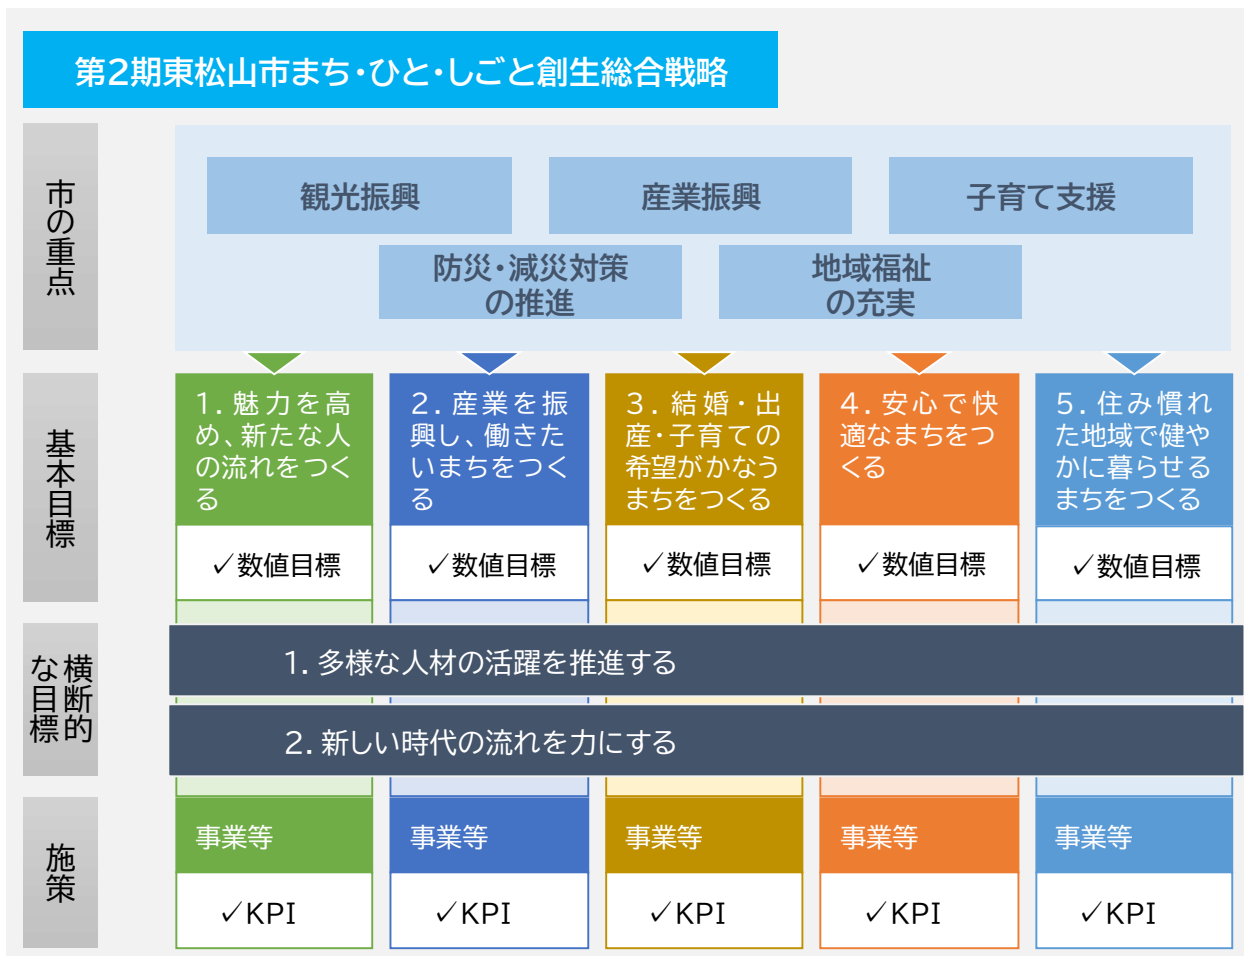 第2期東松山市まち・ひと・しごと創生総合戦略
市の重点
観光振興
産業振興
子育て支援
防災・減災対策
の推進
地域福祉
の充実
基本目標
1. 魅力を高
め、新たな人
の流れをつく
る
✓数値目標
2. 産業を振
興し、働きた
いまちをつく
る
✓数値目標
3. 結婚・出
産・子育ての
希望がかなう
まちをつくる
✓数値目標
4. 安心で快
適なまちをつ
くる
✓数値目標
5. 住み慣れ
た地域で健や
かに暮らせる
まちをつくる
✓数値目標
横断的
な目標
1. 多様な人材の活躍を推進する
2. 新しい時代の流れを力にする
施策
事業等
✓KPI
事業等
✓KPI
事業等
✓KPI
事業等
✓KPI
事業等
✓KPI